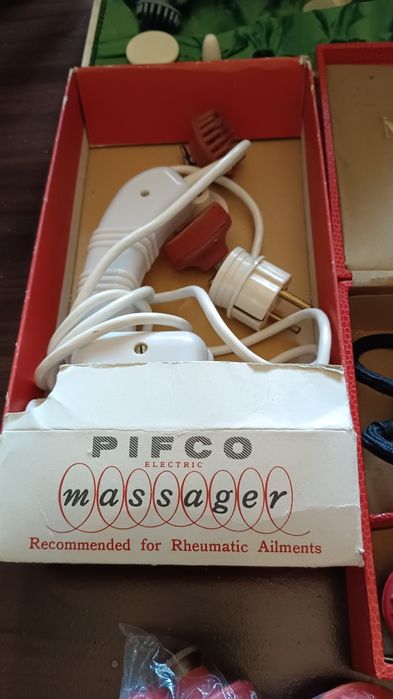 PIFCO
ELECTRIC
massager
Recommended for Rheumatic Ailments